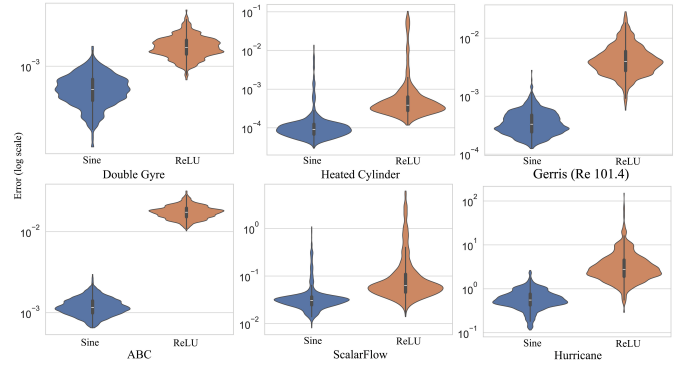 10⁻³
Sine ReLU
Double Gyre
10⁻¹
10⁻²
10⁻³
10⁻⁴
Sine ReLU
Heated Cylinder
10⁻²
10⁻³
10⁻⁴
Sine ReLU
Gerris (Re 101.4)
Error (log scale)
10⁻²
10⁻³
Sine ReLU
ABC
10⁰
10⁻¹
10⁻²
Sine ReLU
ScalarFlow
10²
10¹
10⁰
10⁻¹
Sine ReLU
Hurricane